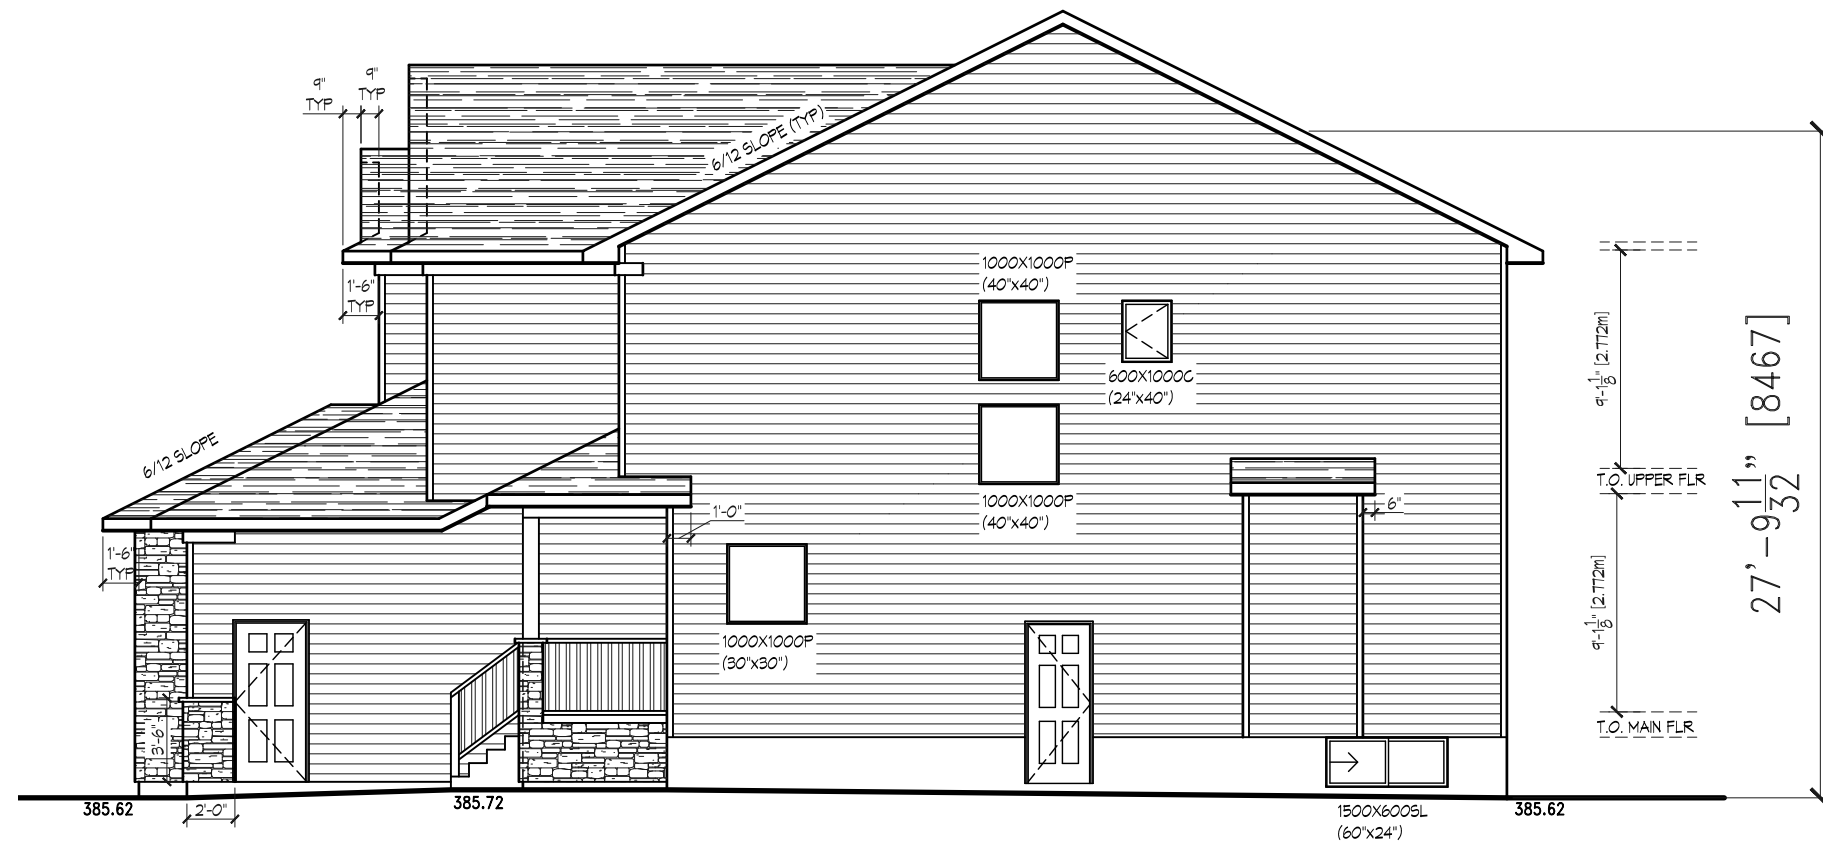 9"
TYP
9"
TYP
6/12 SLOPE (TYP)
1000X1000P
(40"x40")
1'-6"
TYP
600X1000C
(24"x40")
9'-1 1/8" [2.772m]
27'-9 11/32" [8467]
6/12 SLOPE
T.O. UPPER FLR
1000X1000P
(40"x40")
1'-0"
6"
1'-6"
TYP
9'-1 1/8" [2.772m]
1000X1000P
(30"x30")
T.O. MAIN FLR
3'-6"
385.62
2'-0"
385.72
1500X600SL
(60"x24")
385.62